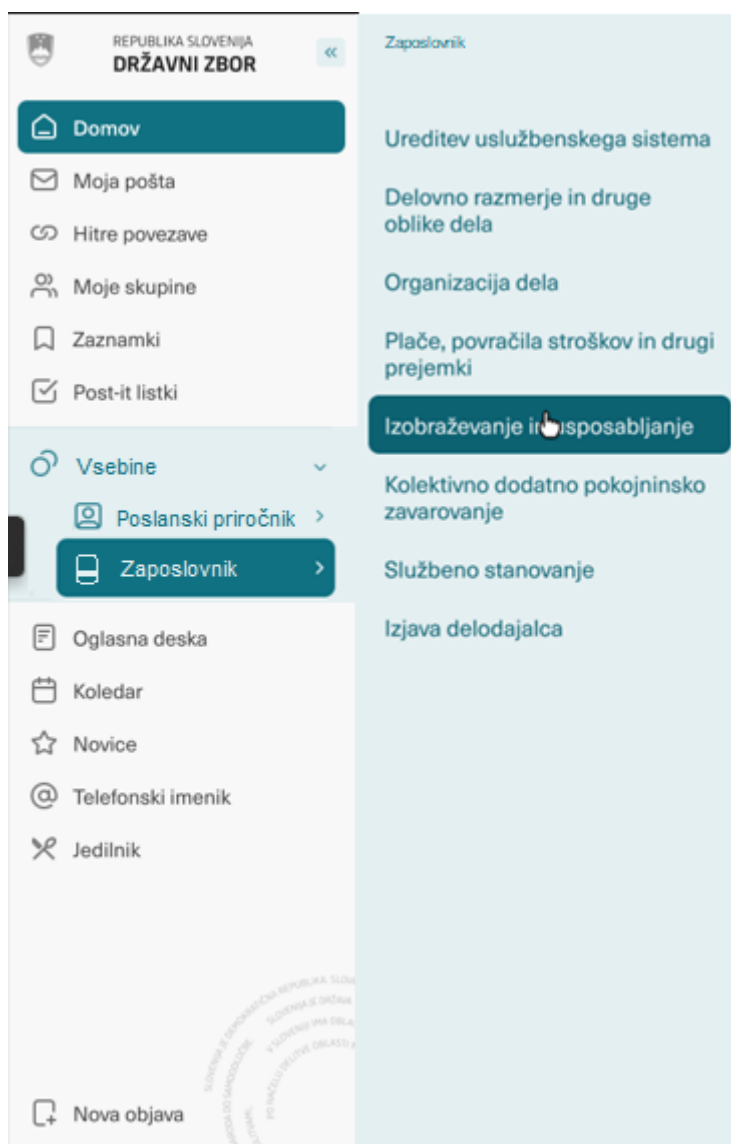 REPUBLIKA SLOVENIJA
DRŽAVNI ZBOR
«
Domov
Moja pošta
Hitre povezave
Moje skupine
Zaznamki
Post-it listki
Vsebine
Poslanski priročnik
Zaposlovnik
Oglasna deska
Koledar
Novice
Telefonski imenik
Jedilnik
Nova objava
Zaposlovnik
Ureditev uslužbenskega sistema
Delovno razmerje in druge
oblike dela
Organizacija dela
Plače, povračila stroškov in drugi
prejemki
Izobraževanje in usposabljanje
Kolektivno dodatno pokojninsko
zavarovanje
Službeno stanovanje
Izjava delodajalca